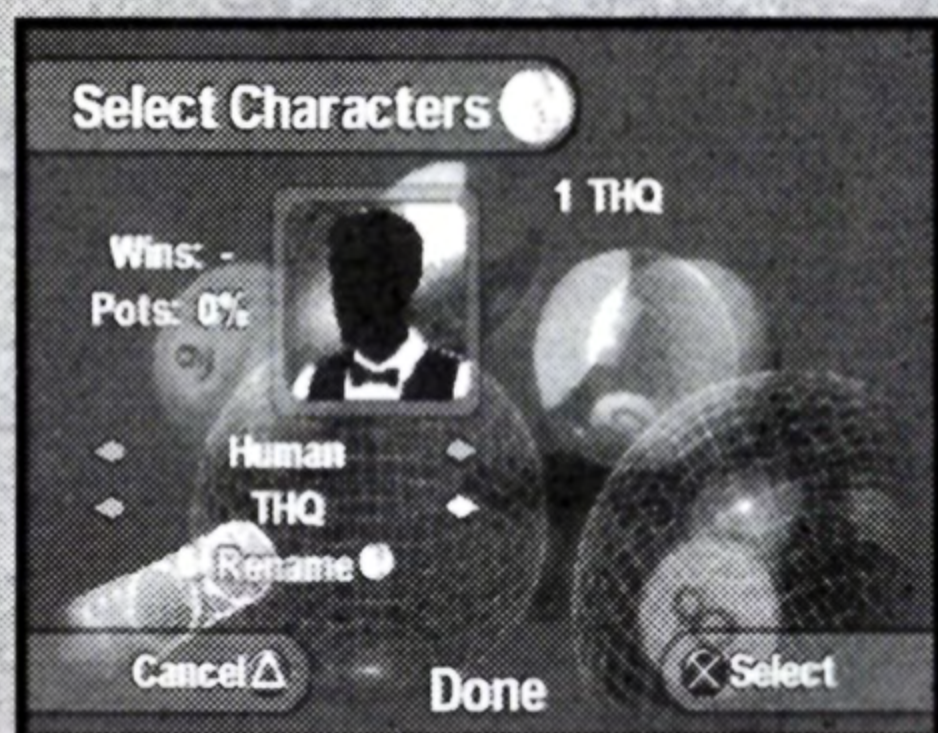 Select Characters
1 THQ
Wins: -
Pots: 0%
Human
THQ
Rename
Cancel
Done
Select